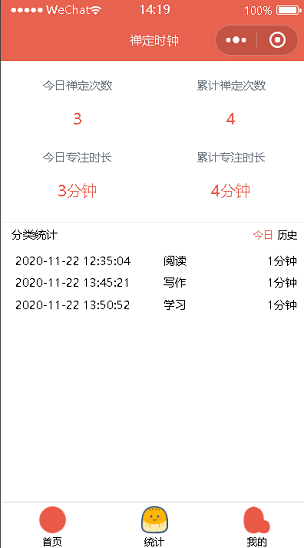 WeChat 14:19 100%
禅定时钟
今日禅定次数 累计禅定次数
3 4
今日专注时长 累计专注时长
3分钟 4分钟
分类统计 今日 历史
2020-11-22 12:35:04 阅读 1分钟
2020-11-22 13:45:21 写作 1分钟
2020-11-22 13:50:52 学习 1分钟
首页 统计 我的